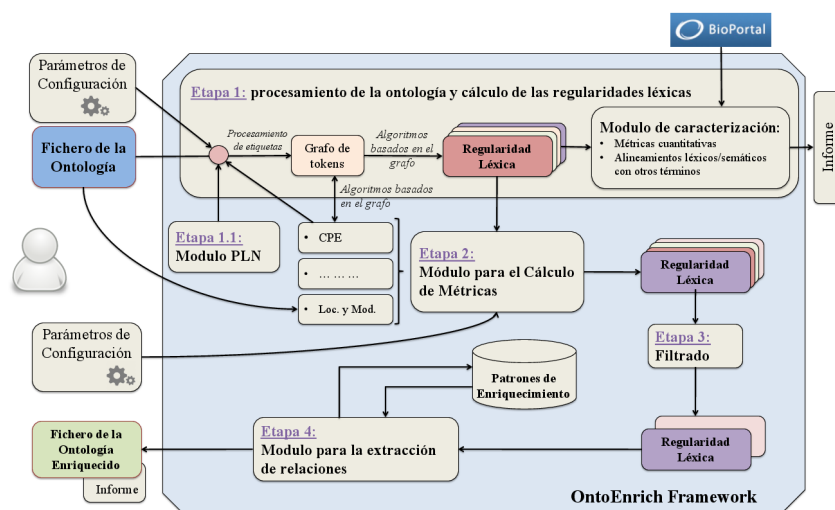 BioPortal
Parámetros de
Configuración
Etapa 1: procesamiento de la ontología y cálculo de las regularidades léxicas
Fichero de la
Ontología
Procesamiento
de etiquetas
Grafo de
tokens
Algoritmos
basados en el
grafo
Regularidad
Léxica
Modulo de caracterización:
• Métricas cuantitativas
• Alineamientos léxicos/semáticos
con otros términos
Informe
Algoritmos basados
en el grafo
Etapa 1.1:
Modulo PLN
• CPE
... ... ...
• Loc. y Mod.
Etapa 2:
Módulo para el Cálculo
de Métricas
Regularidad
Léxica
Parámetros de
Configuración
Etapa 3:
Filtrado
Patrones de
Enriquecimiento
Fichero de la
Ontología
Enriquecido
Informe
Etapa 4:
Modulo para la extracción
de relaciones
Regularidad
Léxica
OntoEnrich Framework